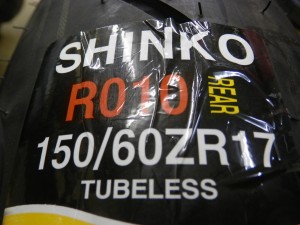 SHINKO
R010 REAR
150/60ZR17
TUBELESS